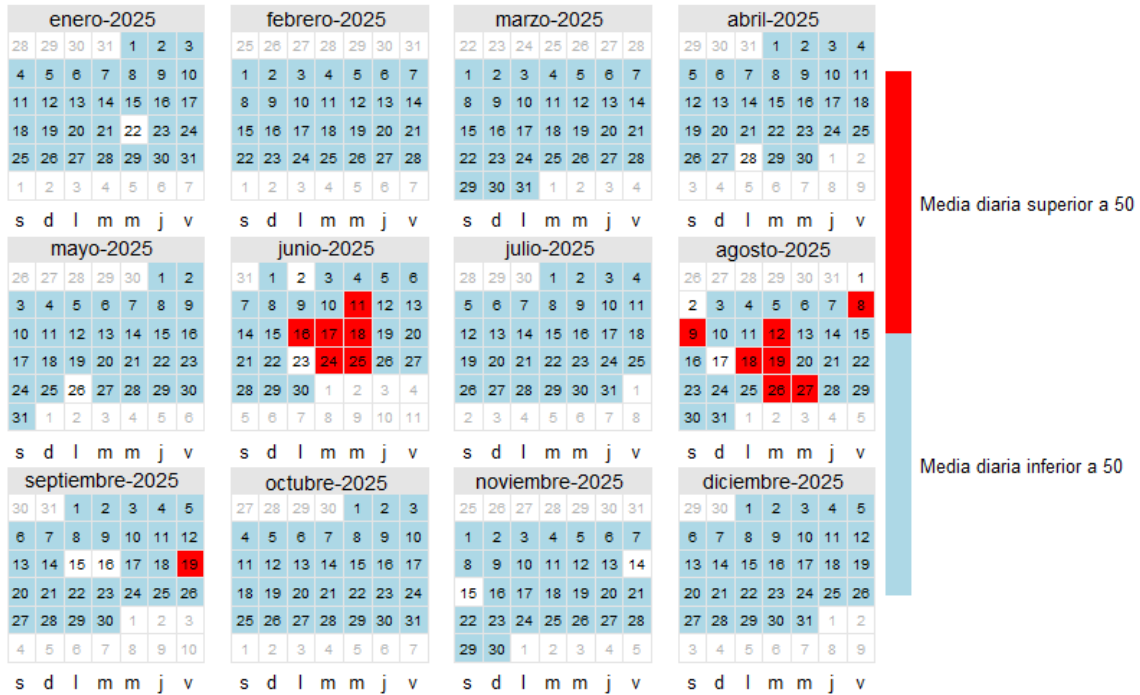 enero-2025 febrero-2025 marzo-2025 abril-2025
28 29 30 31 1 2 3 25 26 27 28 29 30 31 22 23 24 25 26 27 28 29 30 31 1 2 3 4
4 5 6 7 8 9 10 1 2 3 4 5 6 7 1 2 3 4 5 6 7 5 6 7 8 9 10 11
11 12 13 14 15 16 17 8 9 10 11 12 13 14 8 9 10 11 12 13 14 12 13 14 15 16 17 18
18 19 20 21 22 23 24 15 16 17 18 19 20 21 15 16 17 18 19 20 21 19 20 21 22 23 24 25
25 26 27 28 29 30 31 22 23 24 25 26 27 28 22 23 24 25 26 27 28 26 27 28 29 30 1 2
1 2 3 4 5 6 7 1 2 3 4 5 6 7 29 30 31 1 2 3 4 3 4 5 6 7 8 9
s d l m m j v s d l m m j v s d l m m j v s d l m m j v
Media diaria superior a 50
mayo-2025 junio-2025 julio-2025 agosto-2025
26 27 28 29 30 1 2 31 1 2 3 4 5 6 28 29 30 1 2 3 4 26 27 28 29 30 31 1
3 4 5 6 7 8 9 7 8 9 10 11 12 13 5 6 7 8 9 10 11 2 3 4 5 6 7 8
10 11 12 13 14 15 16 14 15 16 17 18 19 20 12 13 14 15 16 17 18 9 10 11 12 13 14 15
17 18 19 20 21 22 23 21 22 23 24 25 26 27 19 20 21 22 23 24 25 16 17 18 19 20 21 22
24 25 26 27 28 29 30 28 29 30 1 2 3 4 26 27 28 29 30 31 1 23 24 25 26 27 28 29
31 1 2 3 4 5 6 5 6 7 8 9 10 11 2 3 4 5 6 7 8 30 31 1 2 3 4 5
s d l m m j v s d l m m j v s d l m m j v s d l m m j v
Media diaria inferior a 50
septiembre-2025 octubre-2025 noviembre-2025 diciembre-2025
30 31 1 2 3 4 5 27 28 29 30 1 2 3 25 26 27 28 29 30 31 29 30 1 2 3 4 5
6 7 8 9 10 11 12 4 5 6 7 8 9 10 1 2 3 4 5 6 7 6 7 8 9 10 11 12
13 14 15 16 17 18 19 11 12 13 14 15 16 17 8 9 10 11 12 13 14 13 14 15 16 17 18 19
20 21 22 23 24 25 26 18 19 20 21 22 23 24 15 16 17 18 19 20 21 20 21 22 23 24 25 26
27 28 29 30 1 2 3 25 26 27 28 29 30 31 22 23 24 25 26 27 28 27 28 29 30 31 1 2
4 5 6 7 8 9 10 1 2 3 4 5 6 7 29 30 1 2 3 4 5 3 4 5 6 7 8 9
s d l m m j v s d l m m j v s d l m m j v s d l m m j v